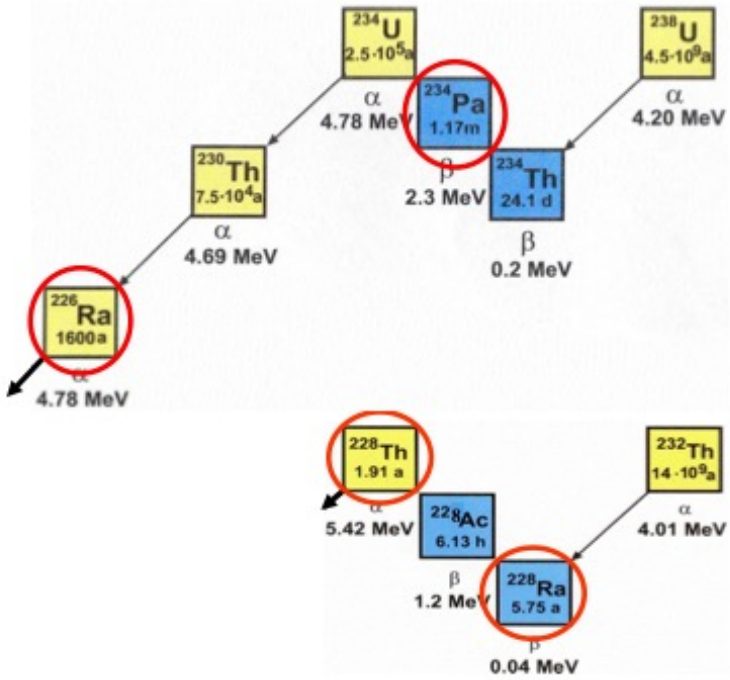 ²³⁴U
2.5·10⁵a
α
4.78 MeV
²³⁸U
4.5·10⁹a
α
4.20 MeV
²³⁴Pa
1.17m
β
2.3 MeV
²³⁰Th
7.5·10⁴a
α
4.69 MeV
²³⁴Th
24.1 d
β
0.2 MeV
²²⁶Ra
1600a
α
4.78 MeV
²²⁸Th
1.91 a
α
5.42 MeV
²³²Th
14·10⁹a
α
4.01 MeV
²²⁸Ac
6.13 h
β
1.2 MeV
²²⁸Ra
5.75 a
β
0.04 MeV